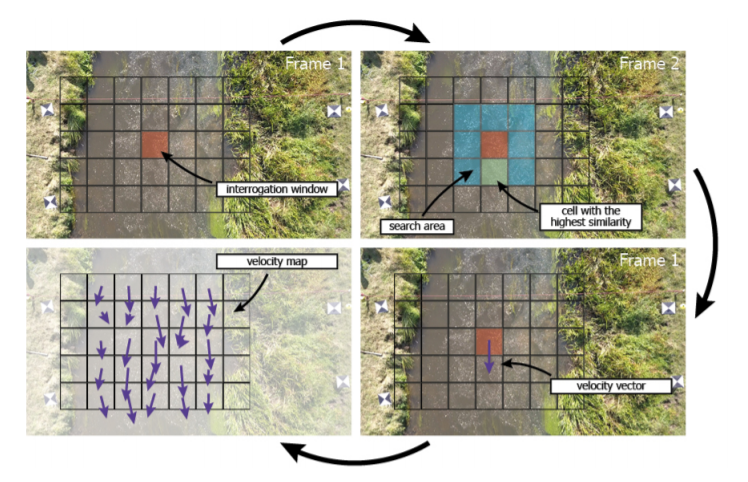 Frame 1
interrogation window
Frame 2
search area
cell with the
highest similarity
velocity map
Frame 1
velocity vector